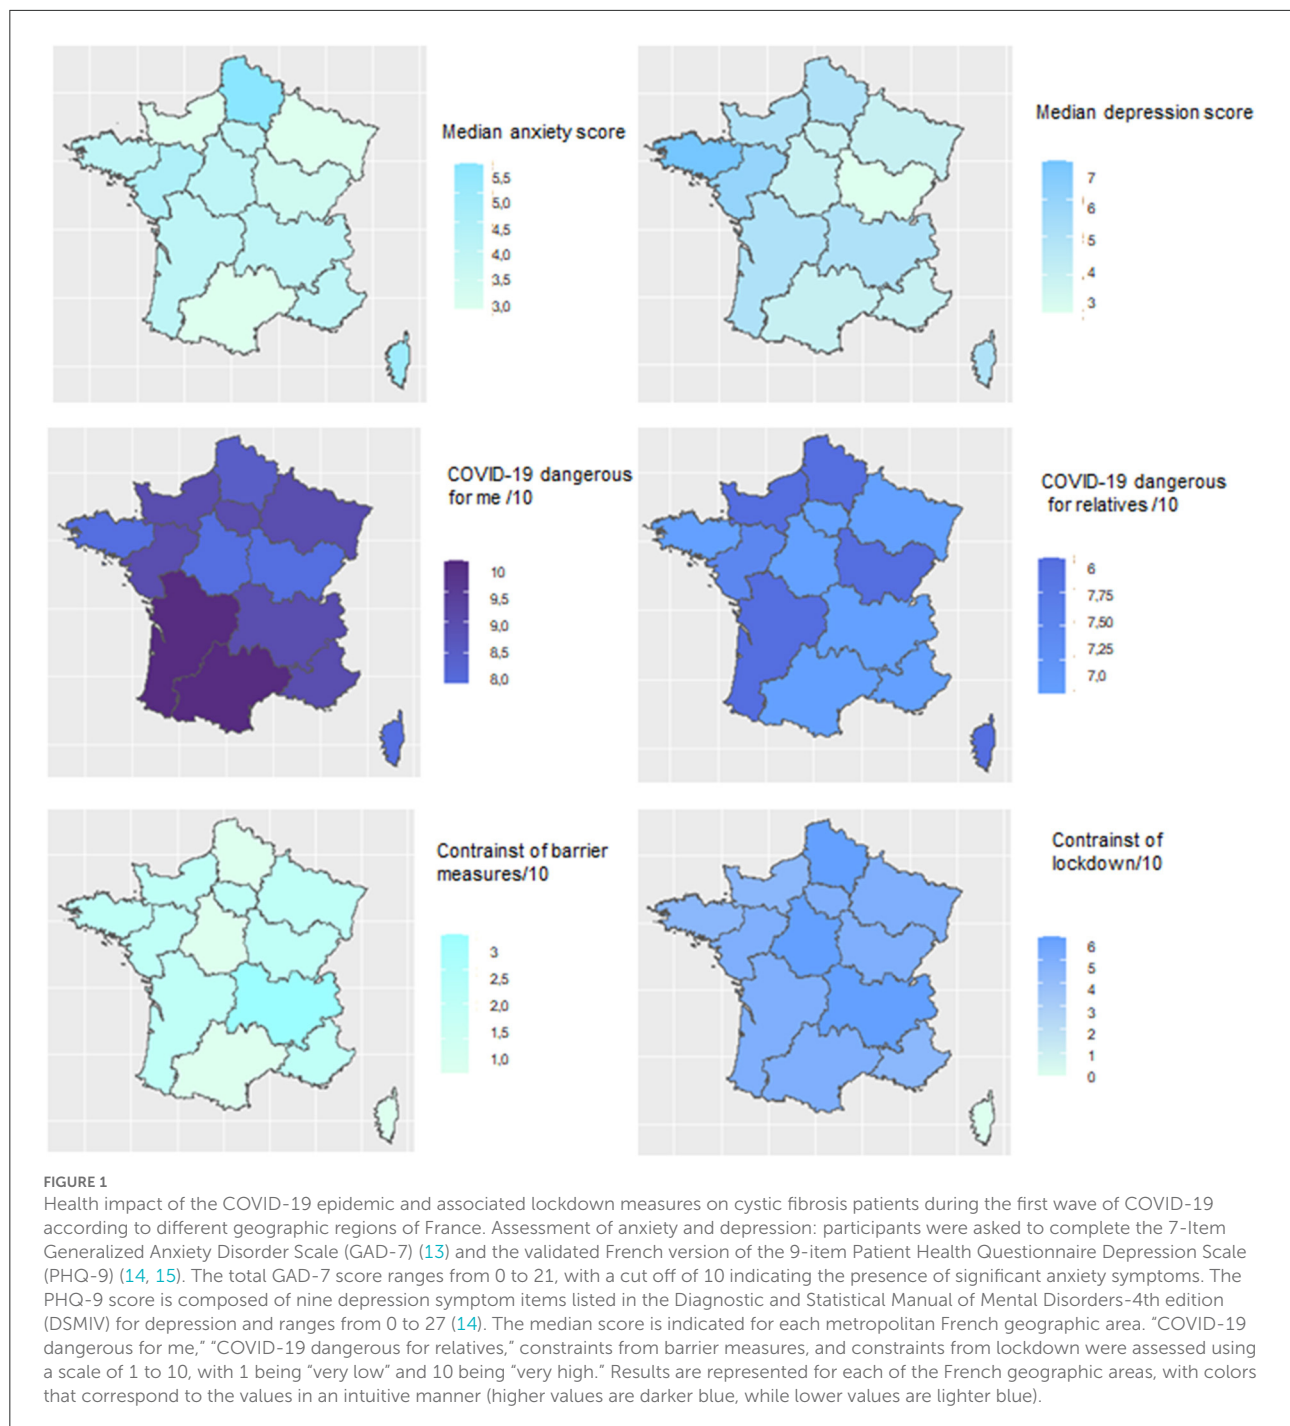 Median anxiety score
5,5
5,0
4,5
4,0
3,5
3,0
Median depression score
7
6
5
4
3
COVID-19 dangerous
for me /10
10
9,5
9,0
8,5
8,0
COVID-19 dangerous
for relatives /10
6
7,75
7,50
7,25
7,0
Contrainst of barrier
measures/10
3
2,5
2,0
1,5
1,0
Contrainst of
lockdown/10
6
5
4
3
2
1
0
FIGURE 1
Health impact of the COVID-19 epidemic and associated lockdown measures on cystic fibrosis patients during the first wave of COVID-19
according to different geographic regions of France. Assessment of anxiety and depression: participants were asked to complete the 7-Item
Generalized Anxiety Disorder Scale (GAD-7) (13) and the validated French version of the 9-item Patient Health Questionnaire Depression Scale
(PHQ-9) (14, 15). The total GAD-7 score ranges from 0 to 21, with a cut off of 10 indicating the presence of significant anxiety symptoms. The
PHQ-9 score is composed of nine depression symptom items listed in the Diagnostic and Statistical Manual of Mental Disorders-4th edition
(DSMIV) for depression and ranges from 0 to 27 (14). The median score is indicated for each metropolitan French geographic area. “COVID-19
dangerous for me,” “COVID-19 dangerous for relatives,” constraints from barrier measures, and constraints from lockdown were assessed using
a scale of 1 to 10, with 1 being “very low” and 10 being “very high.” Results are represented for each of the French geographic areas, with colors
that correspond to the values in an intuitive manner (higher values are darker blue, while lower values are lighter blue).